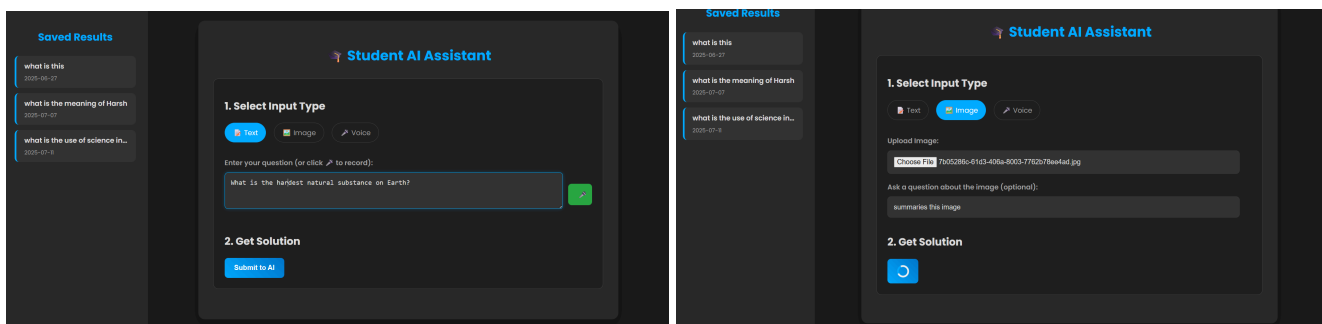 Saved Results
what is this
2025-06-27
what is the meaning of Harsh
2025-07-07
what is the use of science in...
2025-07-11
Student AI Assistant
1. Select Input Type
Text
Image
Voice
Enter your question (or click to record):
What is the hardest natural substance on Earth?
2. Get Solution
Submit to AI
Saved Results
what is this
2025-06-27
what is the meaning of Harsh
2025-07-07
what is the use of science in...
2025-07-11
Student AI Assistant
1. Select Input Type
Text
Image
Voice
Upload Image:
Choose File 7b05286c-61d3-406a-8003-7762b78ee4ad.jpg
Ask a question about the image (optional):
summaries this image
2. Get Solution